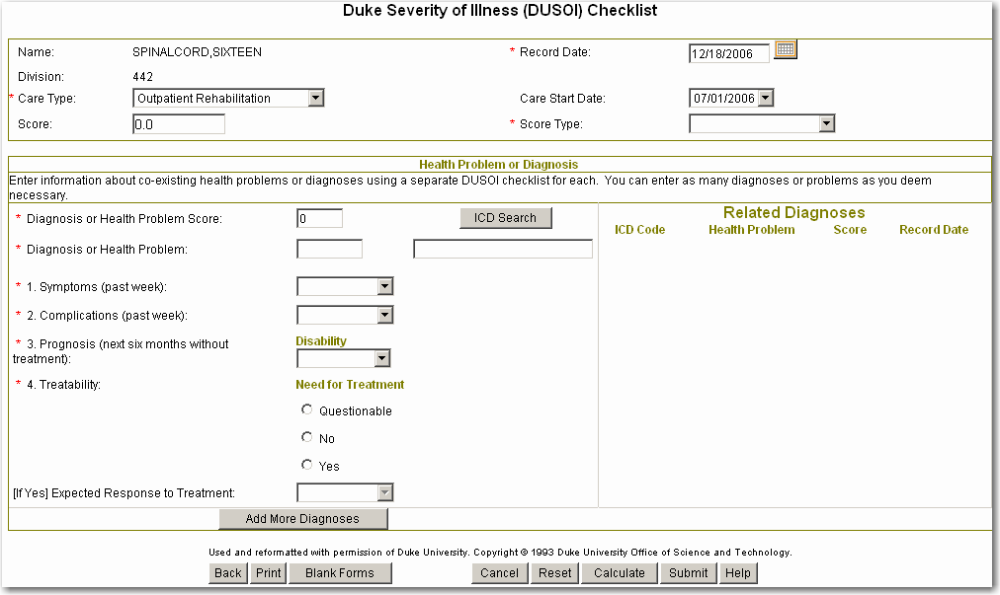 Duke Severity of Illness (DUSOI) Checklist
Name: SPINALCORD,SIXTEEN * Record Date: 12/18/2006
Division: 442
* Care Type: Outpatient Rehabilitation Care Start Date: 07/01/2006
Score: 0.0 * Score Type:
Health Problem or Diagnosis
Enter information about co-existing health problems or diagnoses using a separate DUSOI checklist for each. You can enter as many diagnoses or problems as you deem
necessary.
* Diagnosis or Health Problem Score: 0 ICD Search
Related Diagnoses
ICD Code Health Problem Score Record Date
* Diagnosis or Health Problem:
* 1. Symptoms (past week):
* 2. Complications (past week):
* 3. Prognosis (next six months without
treatment):
Disability
* 4. Treatability: Need for Treatment
Questionable
No
Yes
[If Yes] Expected Response to Treatment:
Add More Diagnoses
Used and reformatted with permission of Duke University. Copyright © 1993 Duke University Office of Science and Technology.
Back Print Blank Forms Cancel Reset Calculate Submit Help